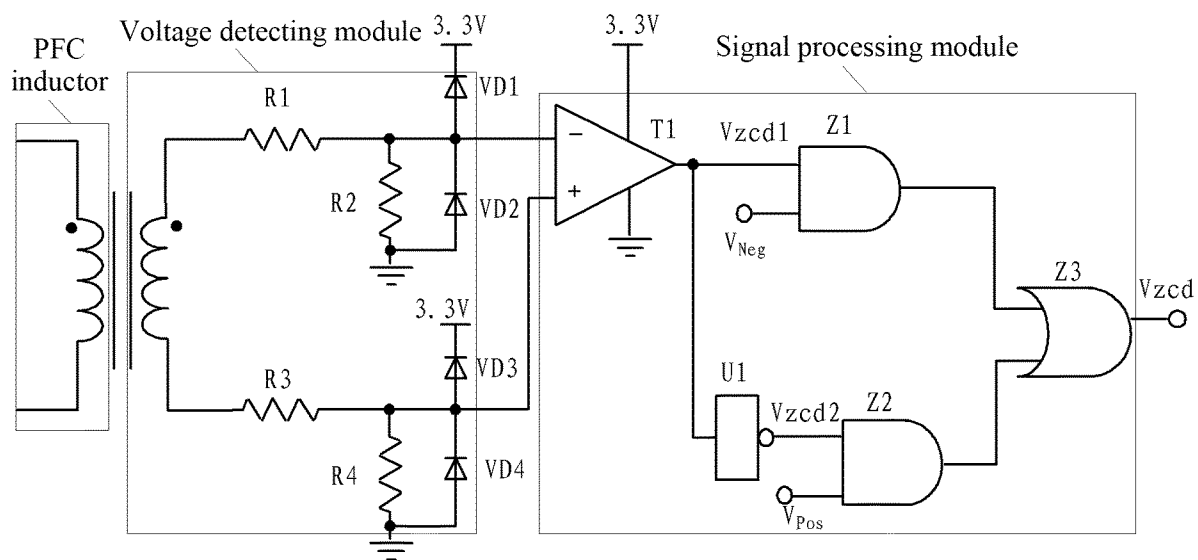 Voltage detecting module
3.3V
3.3V
Signal processing module
PFC
inductor
VD1
R1
T1
Vzcd1
Z1
−
+
R2
VD2
V_Neg
Z3
Vzcd
3.3V
VD3
R3
U1
Vzcd2
Z2
R4
VD4
V_Pos